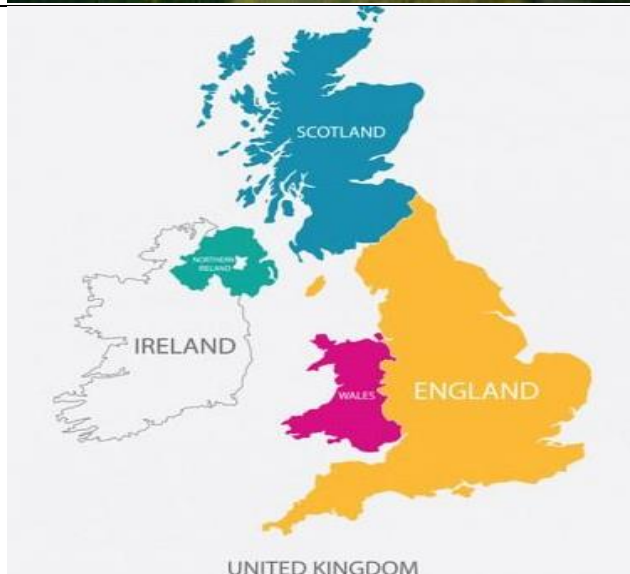 SCOTLAND
NORTHERN
IRELAND
IRELAND
WALES
ENGLAND
UNITED KINGDOM